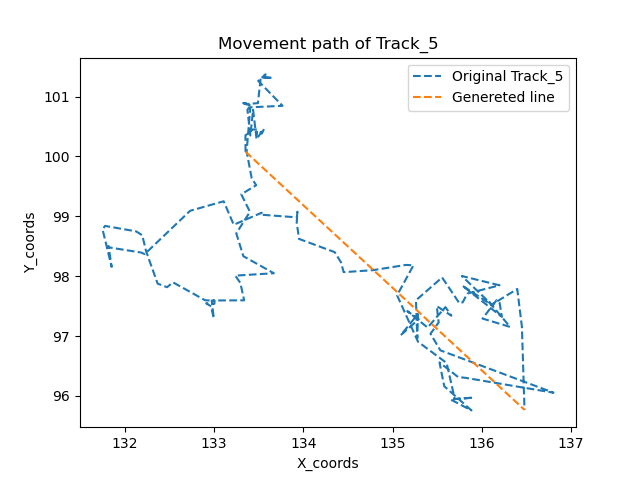 Movement path of Track_5
Original Track_5
Genereted line
Y_coords
101
100
99
98
97
96
132
133
134
135
136
137
X_coords